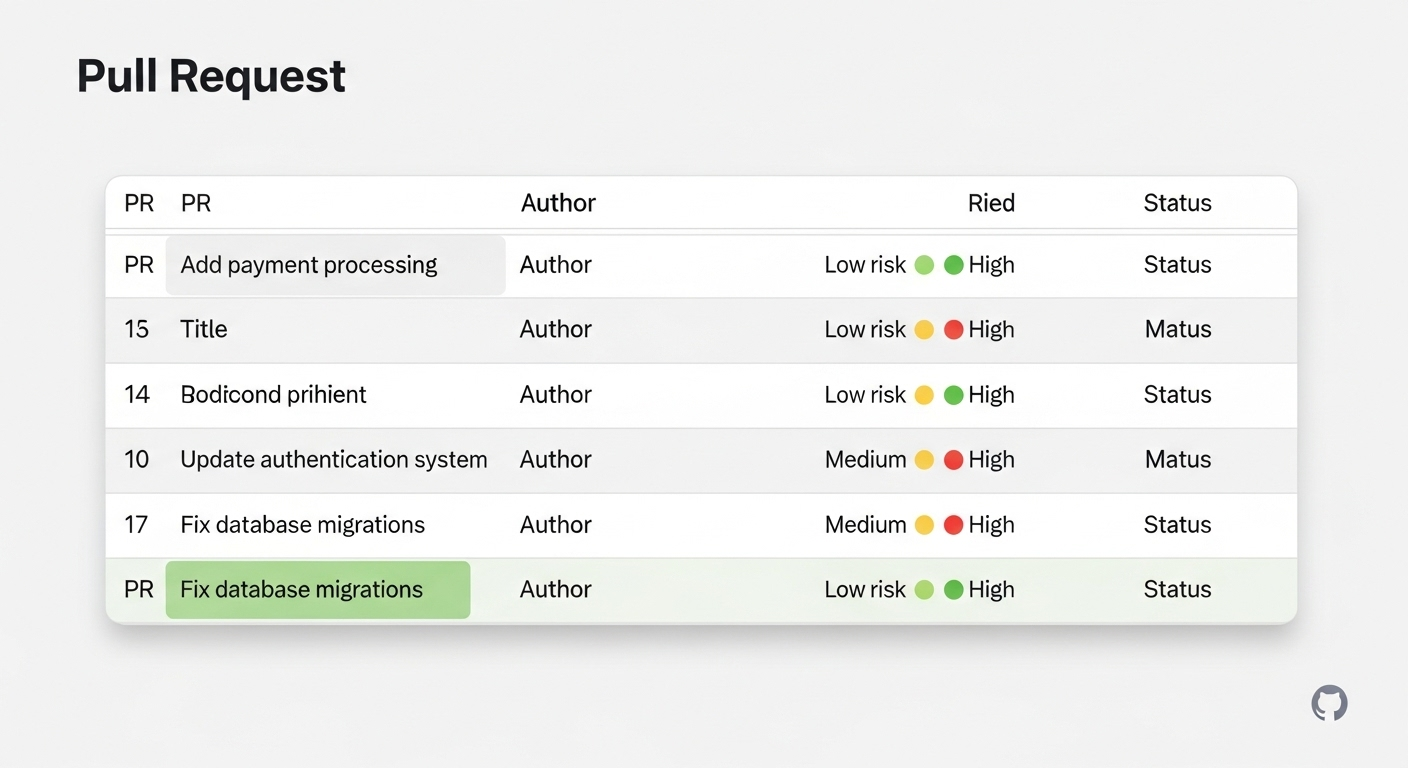 Pull Request
PR PR Author Ried Status
PR Add payment processing Author Low risk High Status
15 Title Author Low risk High Matus
14 Bodicond prihient Author Low risk High Status
10 Update authentication system Author Medium High Matus
17 Fix database migrations Author Medium High Status
PR Fix database migrations Author Low risk High Status